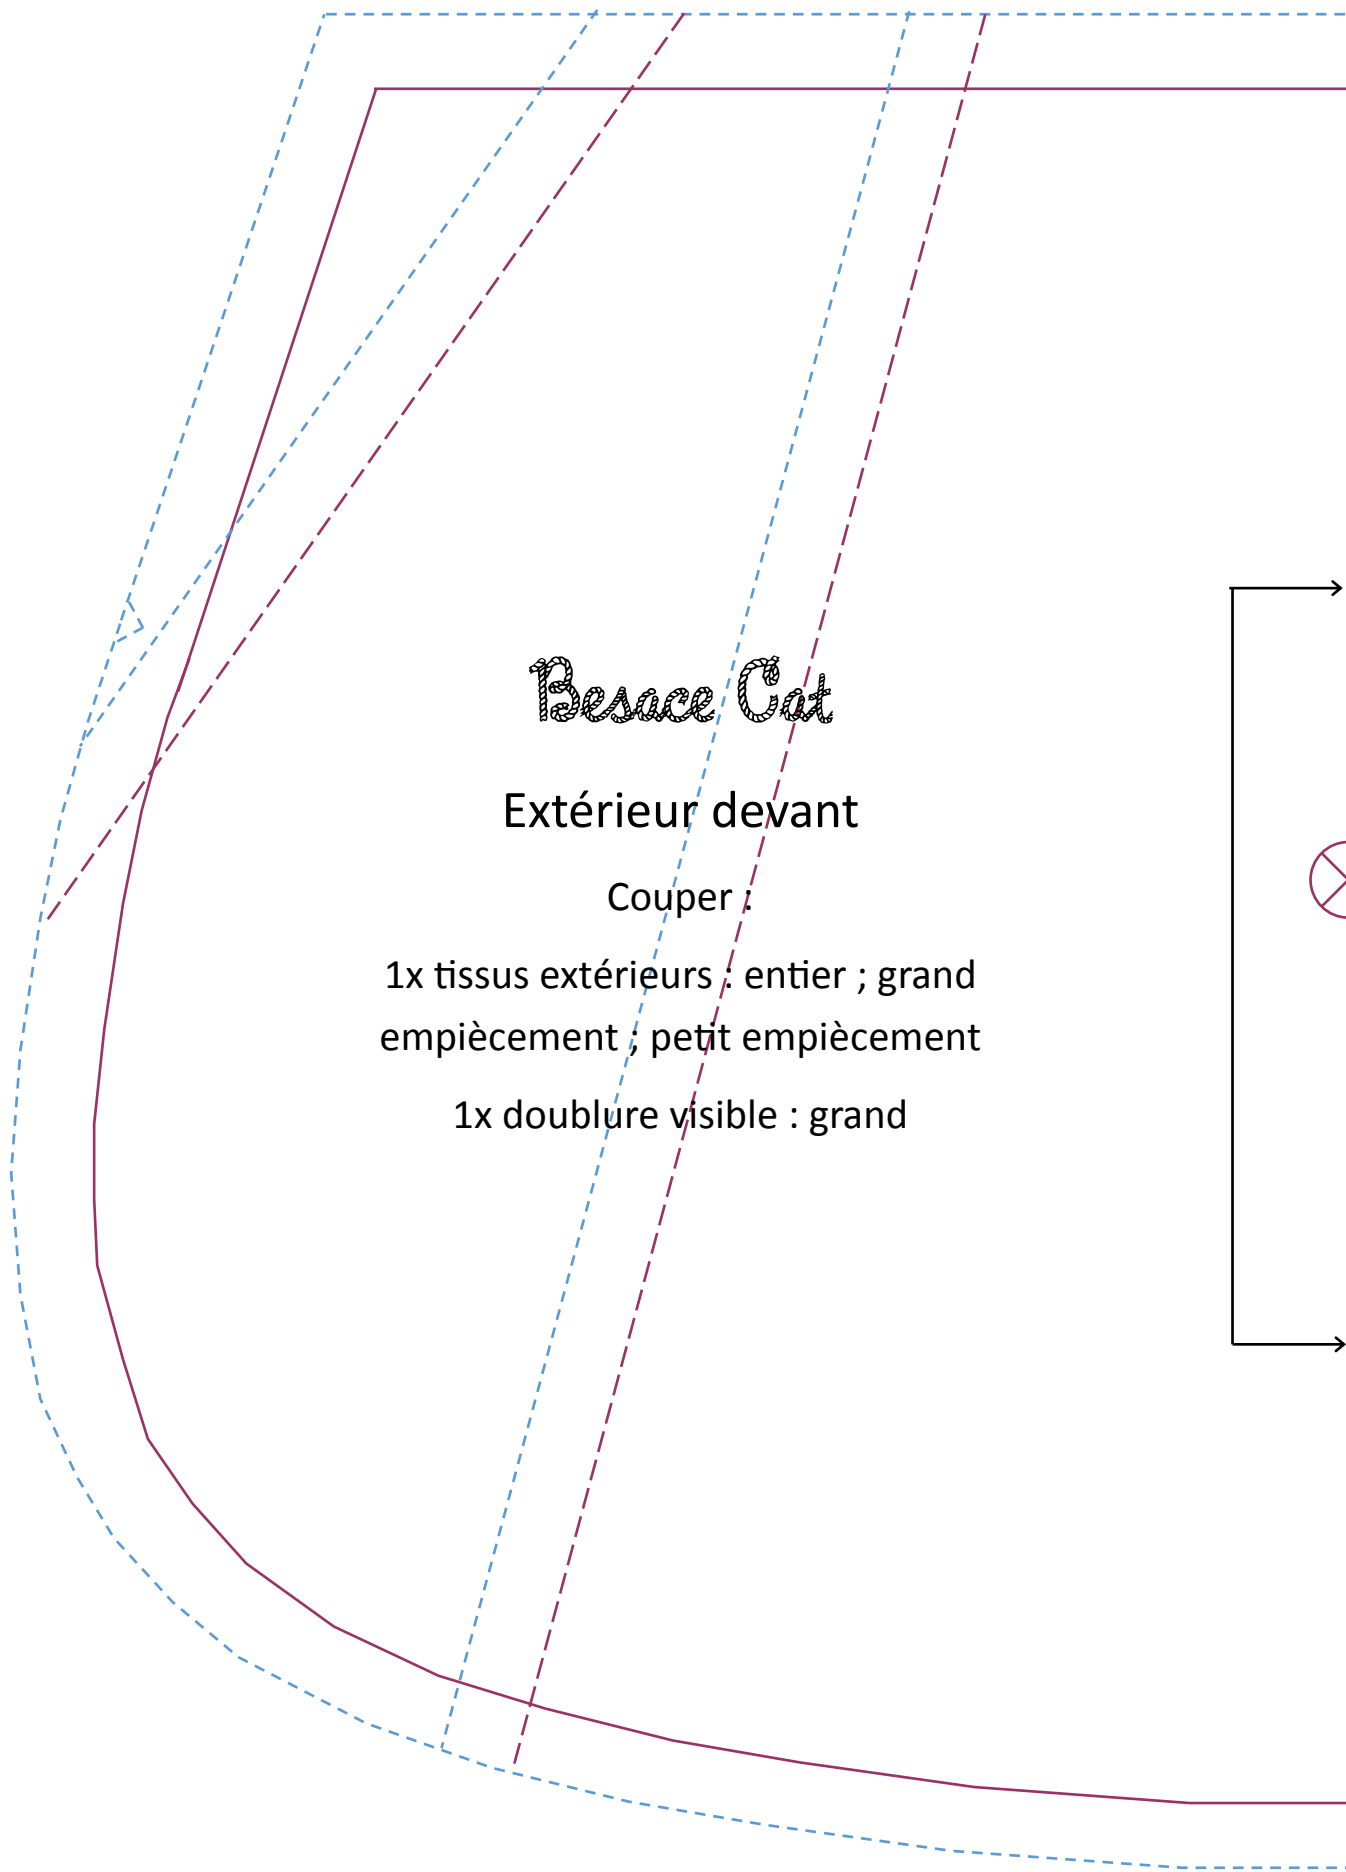 Besace Cat
Extérieur devant
Couper :
1x tissus extérieurs : entier ; grand
empiècement ; petit empiècement
1x doublure visible : grand